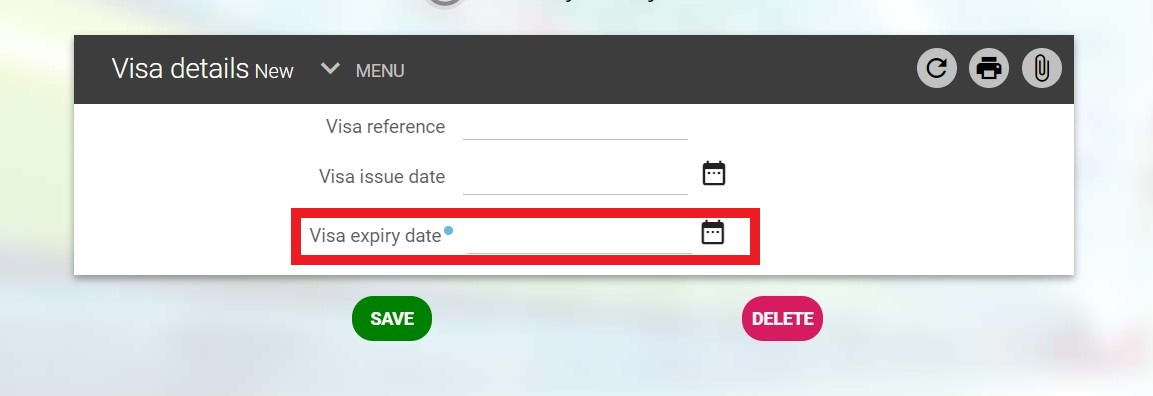 Visa details New MENU
Visa reference
Visa issue date
Visa expiry date
SAVE DELETE